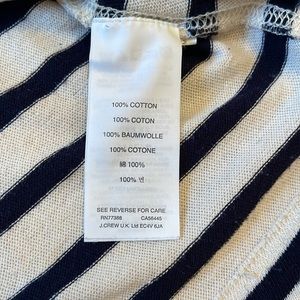 100% COTTON
100% COTON
100% BAUMWOLLE
100% COTONE
綿 100%
100% 면
SEE REVERSE FOR CARE
RN77388 CA56445
J.CREW U.K. Ltd EC4V 6JA